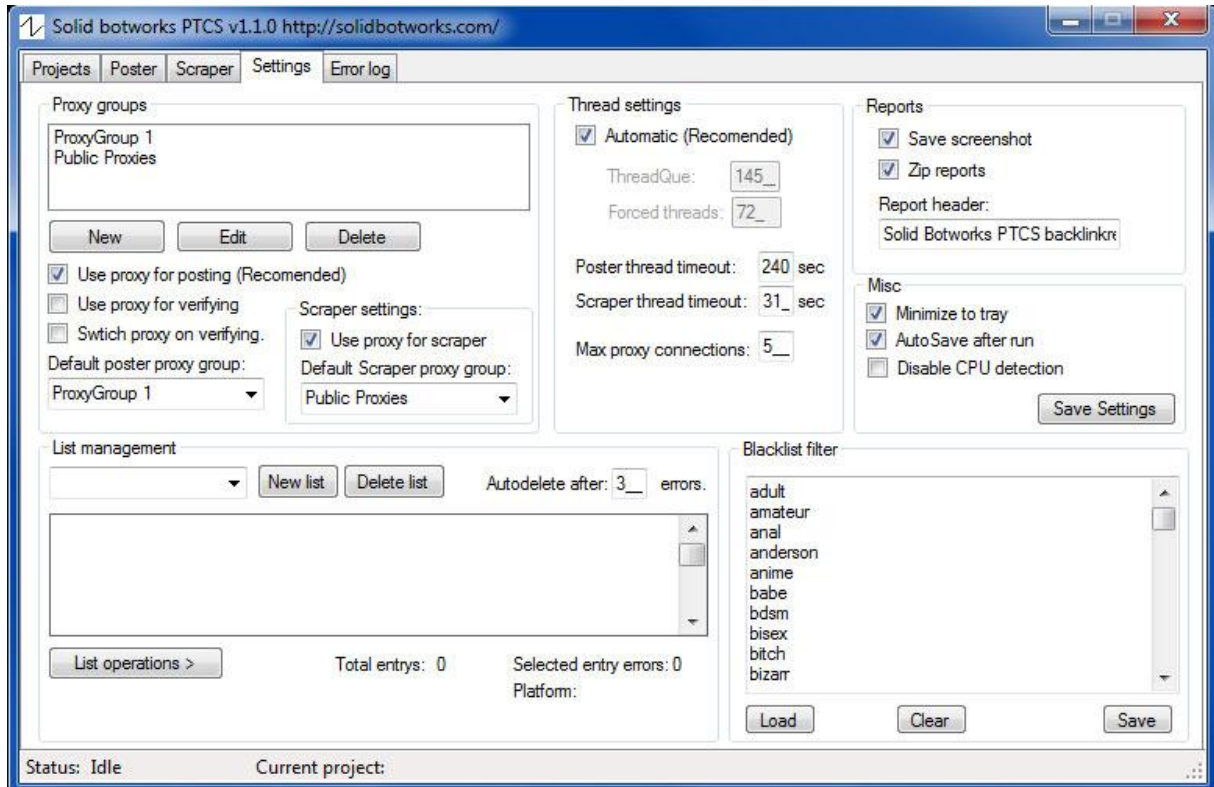 Solid botworks PTCS v1.1.0 http://solidbotworks.com/
Projects Poster Scraper Settings Error log
Proxy groups
ProxyGroup 1
Public Proxies
New Edit Delete
Use proxy for posting (Recomended)
Use proxy for verifying
Swtich proxy on verifying.
Default poster proxy group:
ProxyGroup 1
Scraper settings:
Use proxy for scraper
Default Scraper proxy group:
Public Proxies
Thread settings
Automatic (Recomended)
ThreadQue: 145_
Forced threads: 72_
Poster thread timeout: 240 sec
Scraper thread timeout: 31_ sec
Max proxy connections: 5__
Reports
Save screenshot
Zip reports
Report header:
Solid Botworks PTCS backlinkre
Misc
Minimize to tray
AutoSave after run
Disable CPU detection
Save Settings
List management
New list Delete list Autodelete after: 3__ errors.
List operations > Total entrys: 0 Selected entry errors: 0
Platform:
Blacklist filter
adult
amateur
anal
anderson
anime
babe
bdsm
bisex
bitch
bizarr
Load Clear Save
Status: Idle Current project: